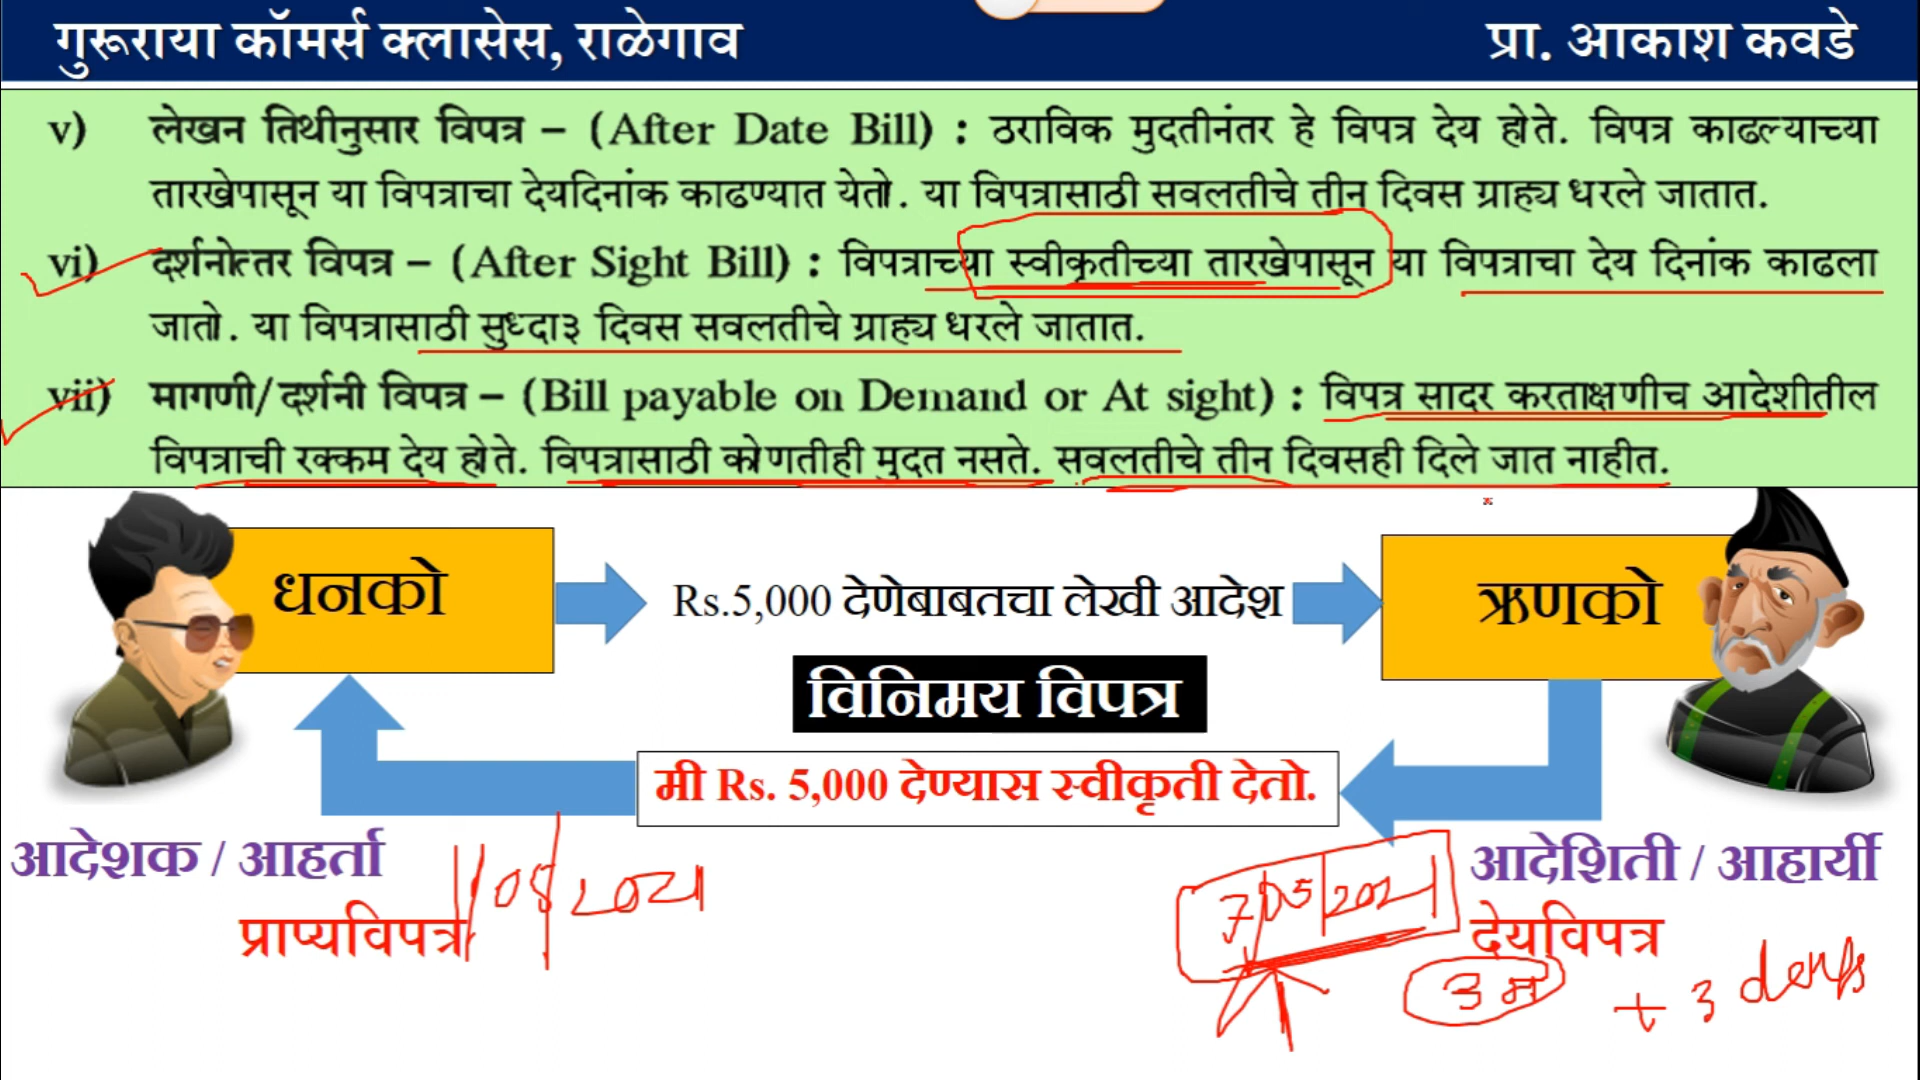 गुरूराया कॉमर्स क्लासेस, राळेगाव
प्रा. आकाश कवडे
v) लेखन तिथीनुसार विपत्र – (After Date Bill) : ठराविक मुदतीनंतर हे विपत्र देय होते. विपत्र काढल्याच्या
तारखेपासून या विपत्राचा देयदिनांक काढण्यात येतो. या विपत्रासाठी सवलतीचे तीन दिवस ग्राह्य धरले जातात.
vi) दर्शनोत्तर विपत्र – (After Sight Bill) : विपत्राच्या स्वीकृतीच्या तारखेपासून या विपत्राचा देय दिनांक काढला
जातो. या विपत्रासाठी सुध्दा३ दिवस सवलतीचे ग्राह्य धरले जातात.
vii) मागणी/दर्शनी विपत्र – (Bill payable on Demand or At sight) : विपत्र सादर करताक्षणीच आदेशीतील
विपत्राची रक्कम देय होते. विपत्रासाठी कोणतीही मुदत नसते. सवलतीचे तीन दिवसही दिले जात नाहीत.
धनको
Rs.5,000 देणेबाबतचा लेखी आदेश
ऋणको
विनिमय विपत्र
मी Rs. 5,000 देण्यास स्वीकृती देतो.
आदेशक / आहर्ता
आदेशिती / आहार्यी
7/05/2021
प्राप्यविपत्र
देयविपत्र
3 म + 3 days